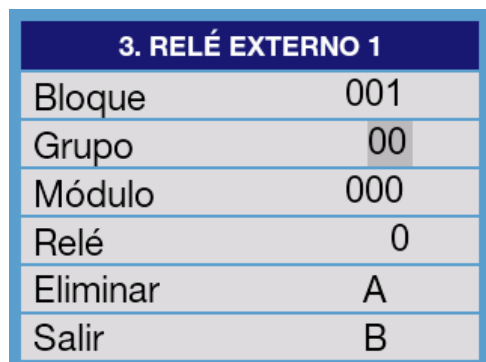 3. RELÉ EXTERNO 1
Bloque 001
Grupo 00
Módulo 000
Relé 0
Eliminar A
Salir B